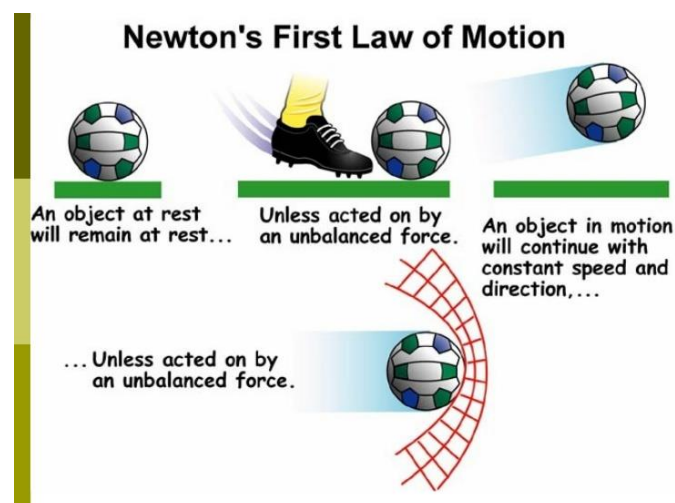 Newton's First Law of Motion
An object at rest
will remain at rest...
Unless acted on by
an unbalanced force.
An object in motion
will continue with
constant speed and
direction,...
... Unless acted on by
an unbalanced force.